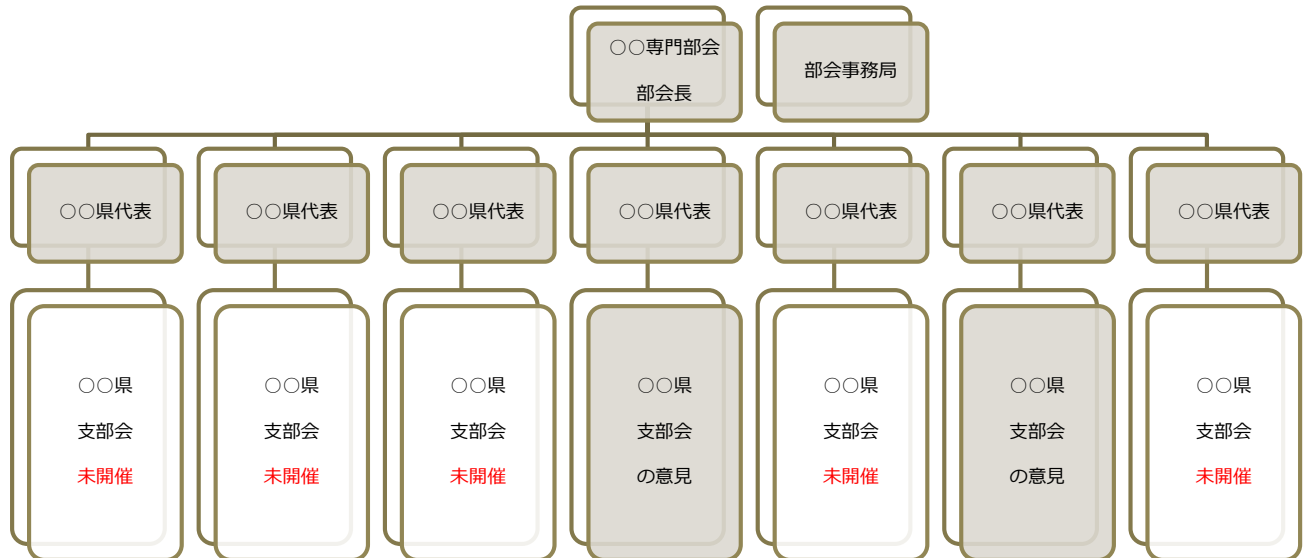 ○○専門部会
部会長
部会事務局
○○県代表
○○県代表
○○県代表
○○県代表
○○県代表
○○県代表
○○県代表
○○県
支部会
未開催
○○県
支部会
未開催
○○県
支部会
未開催
○○県
支部会
の意見
○○県
支部会
未開催
○○県
支部会
の意見
○○県
支部会
未開催